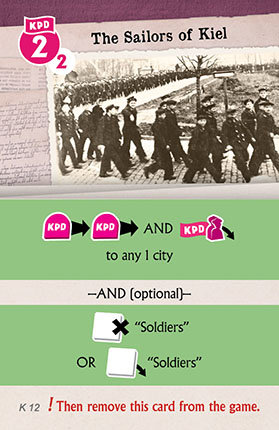 KPD
2
2
The Sailors of Kiel
KPD KPD AND KPD
to any 1 city
–AND (optional)–
"Soldiers"
OR "Soldiers"
K 12 ! Then remove this card from the game.